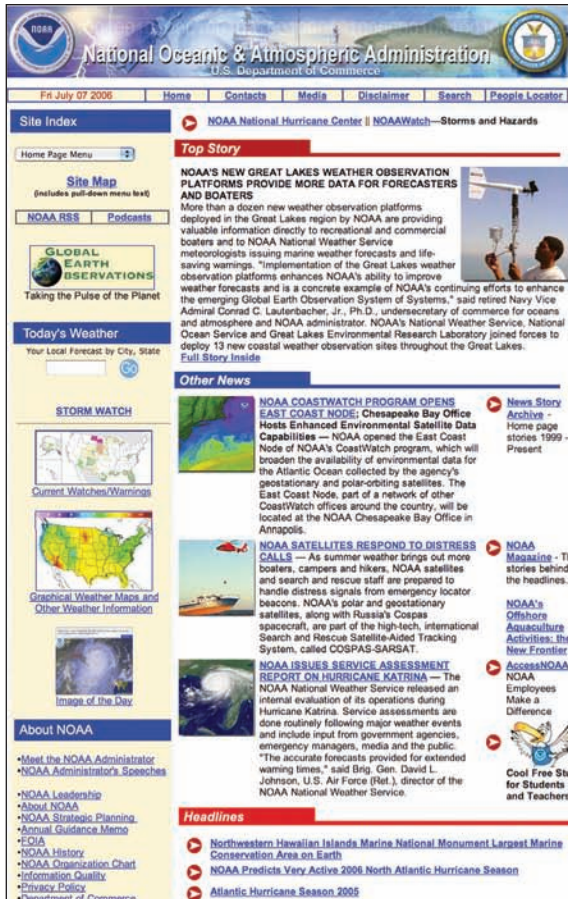 NOAA
National Oceanic & Atmospheric Administration
U.S. Department of Commerce
Fri July 07 2006
Home
Contacts
Media
Disclaimer
Search
People Locator
Site Index
Home Page Menu
Site Map
(includes pull-down menu text)
NOAA RSS
Podcasts
GLOBAL
EARTH
OBSERVATIONS
Taking the Pulse of the Planet
Today's Weather
Your Local Forecast by City, State
Go
STORM WATCH
Current Watches/Warnings
Graphical Weather Maps and
Other Weather Information
Image of the Day
About NOAA
•Meet the NOAA Administrator
•NOAA Administrator's Speeches
•NOAA Leadership
•About NOAA
•NOAA Strategic Planning
•Annual Guidance Memo
•FOIA
•NOAA History
•NOAA Organization Chart
•Information Quality
•Privacy Policy
•Department of Commerce
NOAA National Hurricane Center || NOAAWatch—Storms and Hazards
Top Story
NOAA'S NEW GREAT LAKES WEATHER OBSERVATION
PLATFORMS PROVIDE MORE DATA FOR FORECASTERS
AND BOATERS
More than a dozen new weather observation platforms
deployed in the Great Lakes region by NOAA are providing
valuable information directly to recreational and commercial
boaters and to NOAA National Weather Service
meteorologists issuing marine weather forecasts and life-
saving warnings. "Implementation of the Great Lakes weather
observation platforms enhances NOAA's ability to improve
weather forecasts and is a concrete example of NOAA's continuing efforts to enhance
the emerging Global Earth Observation System of Systems," said retired Navy Vice
Admiral Conrad C. Lautenbacher, Jr., Ph.D., undersecretary of commerce for oceans
and atmosphere and NOAA administrator. NOAA's National Weather Service, National
Ocean Service and Great Lakes Environmental Research Laboratory joined forces to
deploy 13 new coastal weather observation sites throughout the Great Lakes.
Full Story Inside
Other News
NOAA COASTWATCH PROGRAM OPENS
EAST COAST NODE; Chesapeake Bay Office
Hosts Enhanced Environmental Satellite Data
Capabilities — NOAA opened the East Coast
Node of NOAA's CoastWatch program, which will
broaden the availability of environmental data for
the Atlantic Ocean collected by the agency's
geostationary and polar-orbiting satellites. The
East Coast Node, part of a network of other
CoastWatch offices around the country, will be
located at the NOAA Chesapeake Bay Office in
Annapolis.
NOAA SATELLITES RESPOND TO DISTRESS
CALLS — As summer weather brings out more
boaters, campers and hikers, NOAA satellites
and search and rescue staff are prepared to
handle distress signals from emergency locator
beacons. NOAA's polar and geostationary
satellites, along with Russia's Cospas
spacecraft, are part of the high-tech, international
Search and Rescue Satellite-Aided Tracking
System, called COSPAS-SARSAT.
NOAA ISSUES SERVICE ASSESSMENT
REPORT ON HURRICANE KATRINA — The
NOAA National Weather Service released an
internal evaluation of its operations during
Hurricane Katrina. Service assessments are
done routinely following major weather events
and include input from government agencies,
emergency managers, media and the public.
"The accurate forecasts provided for extended
warning times," said Brig. Gen. David L.
Johnson, U.S. Air Force (Ret.), director of the
NOAA National Weather Service.
News Story
Archive -
Home page
stories 1999 -
Present
NOAA
Magazine - Th
stories behind
the headlines.
NOAA's
Offshore
Aquaculture
Activities: the
New Frontier
AccessNOAA
NOAA
Employees
Make a
Difference
Cool Free Stu
for Students
and Teachers
Headlines
Northwestern Hawaiian Islands Marine National Monument Largest Marine
Conservation Area on Earth
NOAA Predicts Very Active 2006 North Atlantic Hurricane Season
Atlantic Hurricane Season 2005